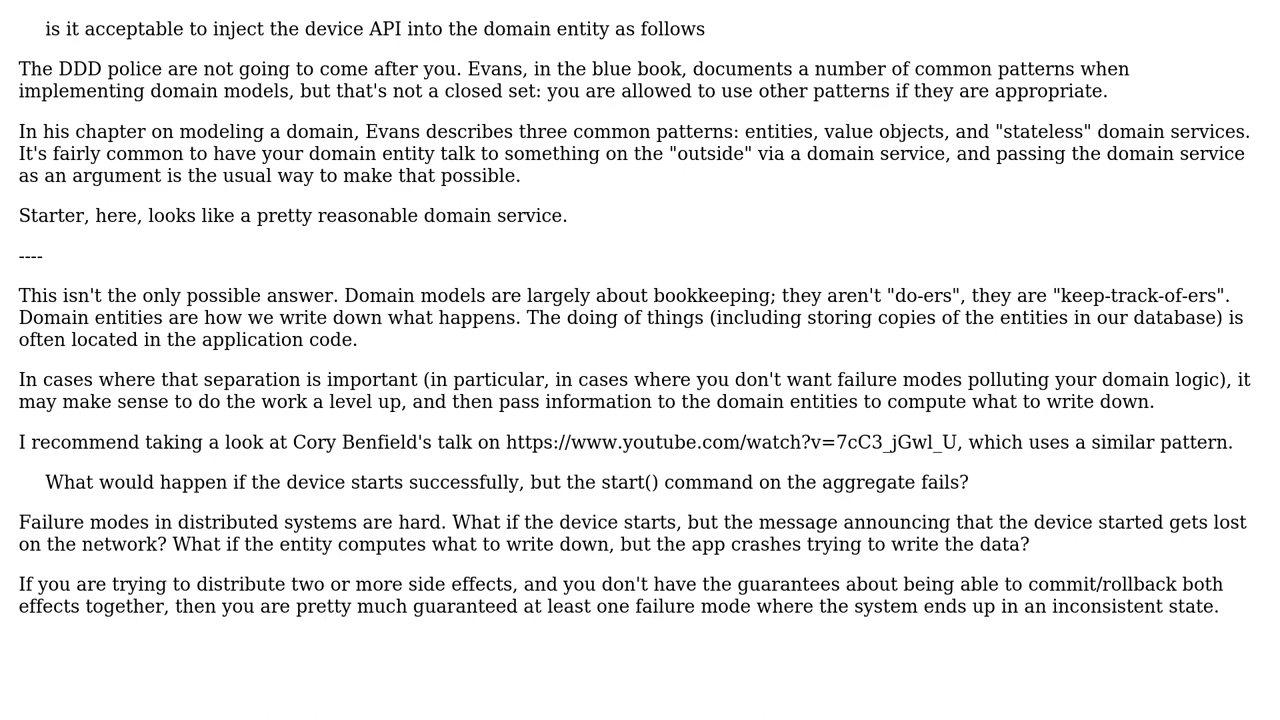 is it acceptable to inject the device API into the domain entity as follows
The DDD police are not going to come after you. Evans, in the blue book, documents a number of common patterns when
implementing domain models, but that's not a closed set: you are allowed to use other patterns if they are appropriate.
In his chapter on modeling a domain, Evans describes three common patterns: entities, value objects, and "stateless" domain services.
It's fairly common to have your domain entity talk to something on the "outside" via a domain service, and passing the domain service
as an argument is the usual way to make that possible.
Starter, here, looks like a pretty reasonable domain service.
----
This isn't the only possible answer. Domain models are largely about bookkeeping; they aren't "do-ers", they are "keep-track-of-ers".
Domain entities are how we write down what happens. The doing of things (including storing copies of the entities in our database) is
often located in the application code.
In cases where that separation is important (in particular, in cases where you don't want failure modes polluting your domain logic), it
may make sense to do the work a level up, and then pass information to the domain entities to compute what to write down.
I recommend taking a look at Cory Benfield's talk on https://www.youtube.com/watch?v=7cC3_jGwl_U, which uses a similar pattern.
What would happen if the device starts successfully, but the start() command on the aggregate fails?
Failure modes in distributed systems are hard. What if the device starts, but the message announcing that the device started gets lost
on the network? What if the entity computes what to write down, but the app crashes trying to write the data?
If you are trying to distribute two or more side effects, and you don't have the guarantees about being able to commit/rollback both
effects together, then you are pretty much guaranteed at least one failure mode where the system ends up in an inconsistent state.